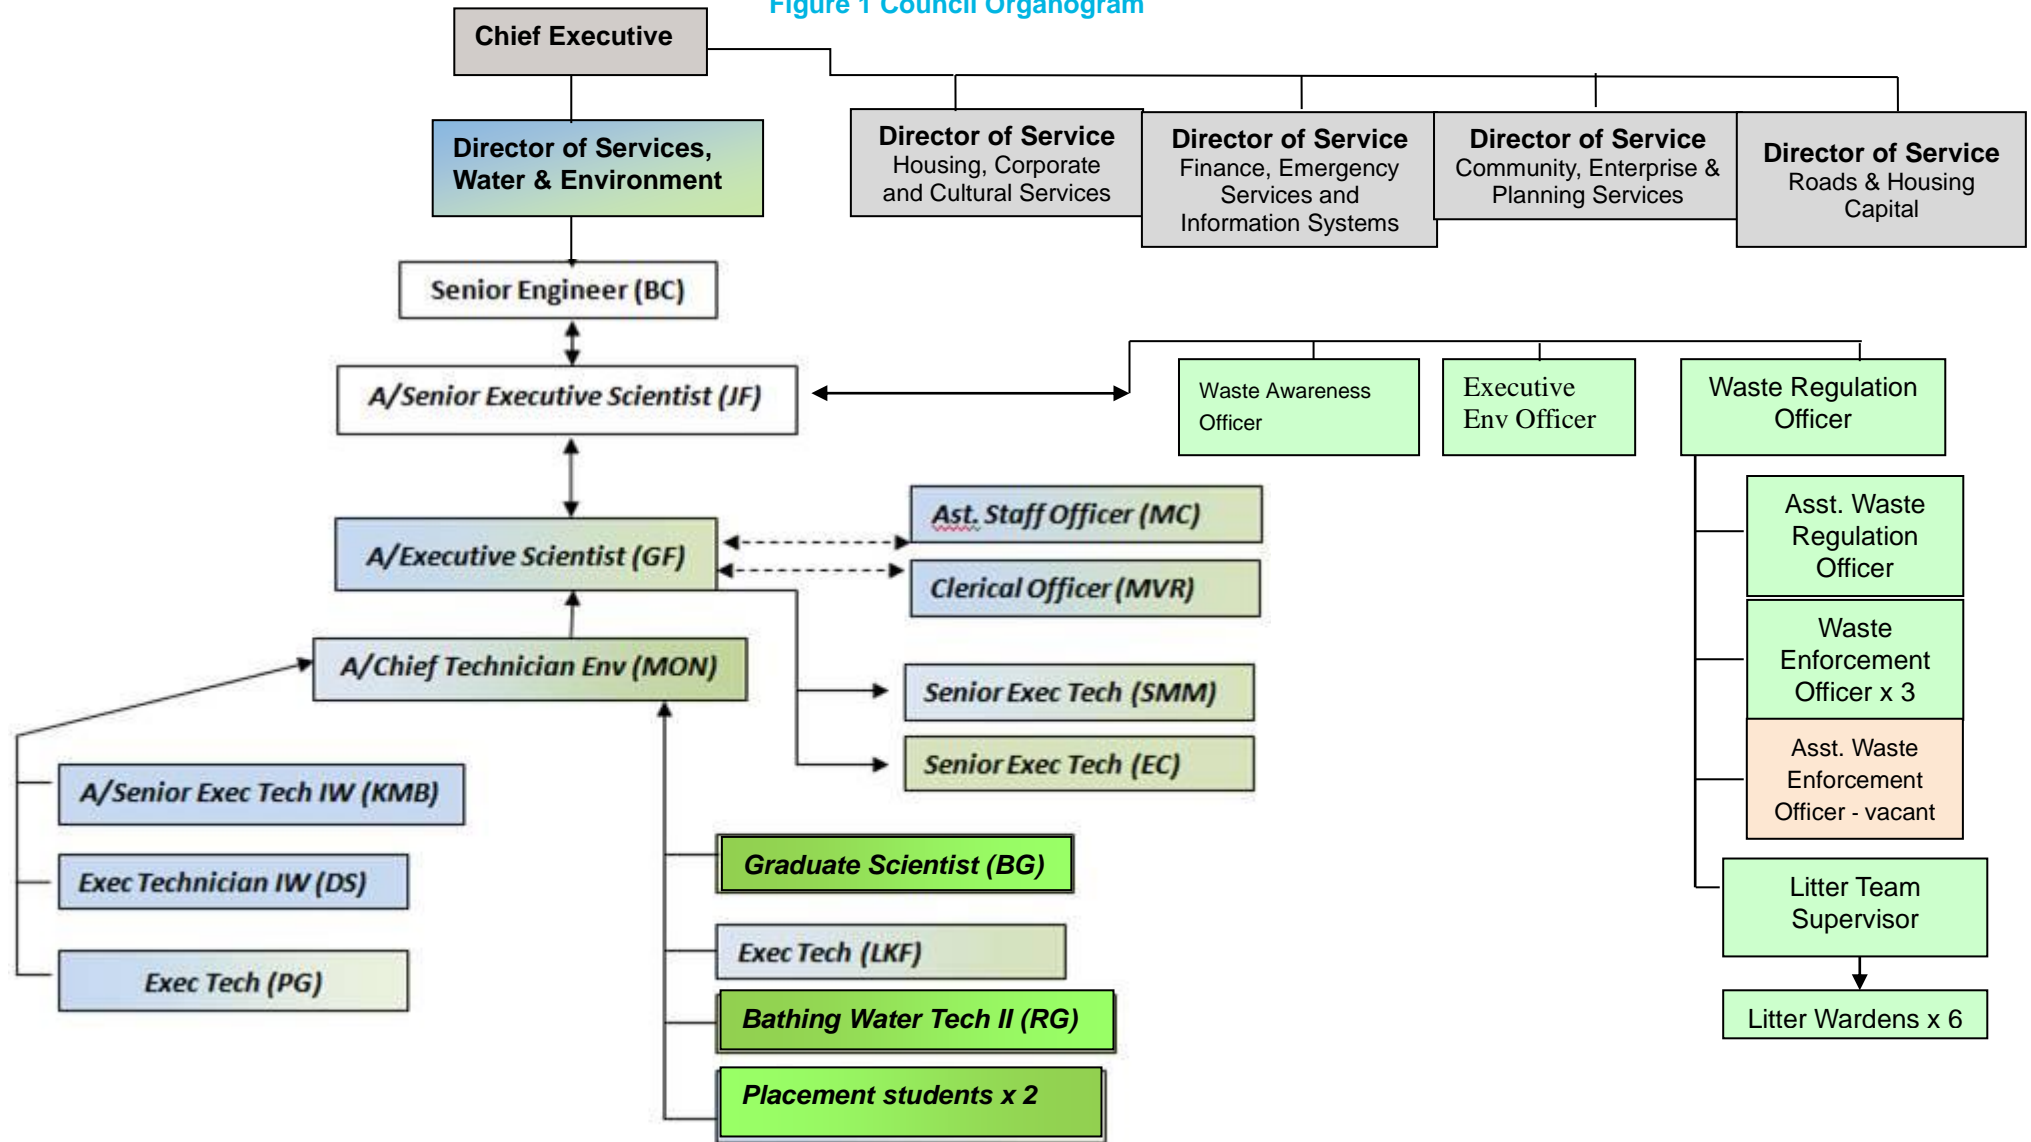 Figure 1 Council Organogram
Chief Executive
Director of Services,
Water & Environment
Director of Service
Housing, Corporate
and Cultural Services
Director of Service
Finance, Emergency
Services and
Information Systems
Director of Service
Community, Enterprise &
Planning Services
Director of Service
Roads & Housing
Capital
Senior Engineer (BC)
A/Senior Executive Scientist (JF)
Waste Awareness
Officer
Executive
Env Officer
Waste Regulation
Officer
Asst. Waste
Regulation
Officer
Waste
Enforcement
Officer x 3
Asst. Waste
Enforcement
Officer - vacant
Litter Team
Supervisor
Litter Wardens x 6
A/Executive Scientist (GF)
Ast. Staff Officer (MC)
Clerical Officer (MVR)
A/Chief Technician Env (MON)
Senior Exec Tech (SMM)
Senior Exec Tech (EC)
A/Senior Exec Tech IW (KMB)
Exec Technician IW (DS)
Exec Tech (PG)
Graduate Scientist (BG)
Exec Tech (LKF)
Bathing Water Tech II (RG)
Placement students x 2